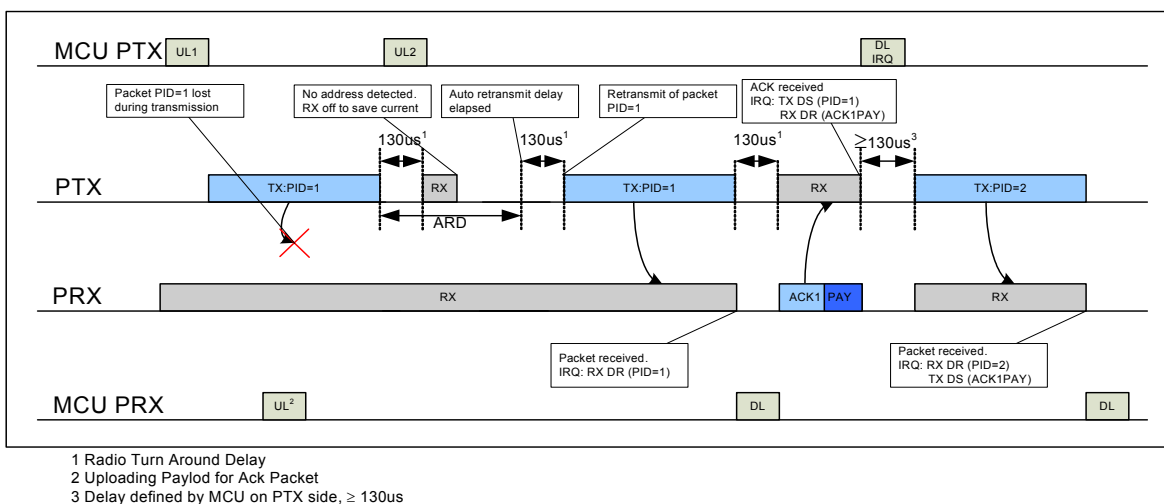 MCU PTX
UL1
UL2
DL
IRQ
Packet PID=1 lost
during transmission
No address detected.
RX off to save current
Auto retransmit delay
elapsed
Retransmit of packet
PID=1
ACK received
IRQ: TX DS (PID=1)
RX DR (ACK1PAY)
130us¹
130us¹
130us¹
≥130us³
PTX
TX:PID=1
RX
TX:PID=1
RX
TX:PID=2
ARD
PRX
RX
ACK1
PAY
RX
Packet received.
IRQ: RX DR (PID=1)
Packet received.
IRQ: RX DR (PID=2)
TX DS (ACK1PAY)
MCU PRX
UL²
DL
DL
1 Radio Turn Around Delay
2 Uploading Paylod for Ack Packet
3 Delay defined by MCU on PTX side, ≥ 130us